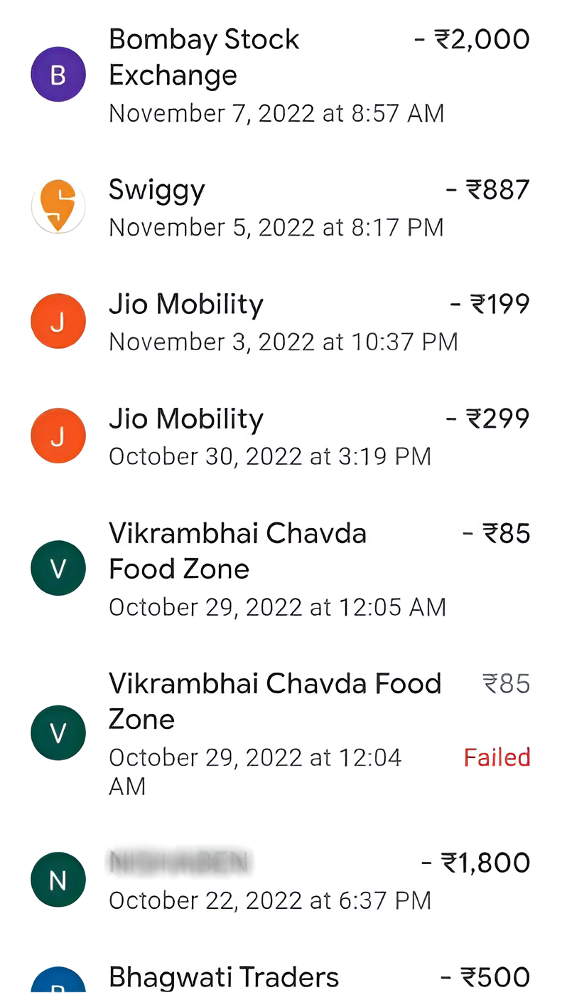 Bombay Stock - ₹2,000
B
Exchange
November 7, 2022 at 8:57 AM
Swiggy - ₹887
November 5, 2022 at 8:17 PM
Jio Mobility - ₹199
J
November 3, 2022 at 10:37 PM
Jio Mobility - ₹299
J
October 30, 2022 at 3:19 PM
Vikrambhai Chavda - ₹85
V
Food Zone
October 29, 2022 at 12:05 AM
Vikrambhai Chavda Food ₹85
Zone
V
October 29, 2022 at 12:04 Failed
AM
- ₹1,800
N
October 22, 2022 at 6:37 PM
Bhagwati Traders - ₹500